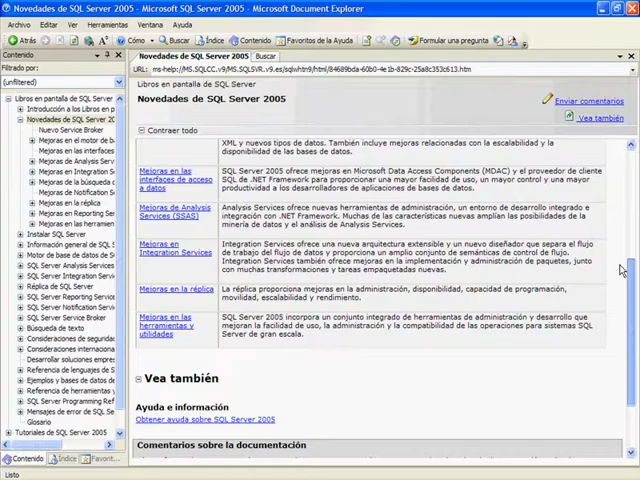 Novedades de SQL Server 2005 - Microsoft Document Explorer
Archivo Editar Ver Herramientas Ventana Ayuda
Atrás Cómo Buscar Índice Contenido Favoritos de la Ayuda Formular una pregunta
Contenido
Filtrado por:
(unfiltered)
Libros en pantalla de SQL Server
Introducción a los Libros en p
Novedades de SQL Server 20
Nuevo Service Broker
Mejoras en el motor de b
Mejoras en las interfaces
Mejoras de Analysis Servi
Mejoras en Integration S
Mejoras de la búsqueda d
Mejoras de Notification S
Mejoras en la réplica
Mejoras en Reporting Se
Mejoras en las herramien
Instalar SQL Server
Información general de SQL S
Motor de base de datos de S
SQL Server Analysis Services
SQL Server Integration Servi
Réplica de SQL Server
SQL Server Reporting Service
SQL Server Notification Servi
SQL Server Service Broker
Búsqueda de texto
Consideraciones de segurida
Consideraciones internacional
Desarrollar soluciones empres
Referencia de lenguajes de S
Ejemplos y bases de datos de
Referencia de herramientas y
SQL Server Programming Ref
Mensajes de error de SQL Se
Glosario
Tutoriales de SQL Server 2005
Contenido Índice Favorit...
Listo
Novedades de SQL Server 2005 Buscar
URL: ms-help://MS.SQLCC.v9/MS.SQLSVR.v9.es/sqlwhtn9/html/84689bda-60b0-4e1b-829c-25a8c353c613.htm
Libros en pantalla de SQL Server 2005
Novedades de SQL Server 2005
Enviar comentarios
Vea también
Contraer todo
XML y nuevos tipos de datos. También incluye mejoras relacionadas con la escalabilidad y la
disponibilidad de las bases de datos.
Mejoras en las
interfaces de acceso
a datos
SQL Server 2005 ofrece mejoras en Microsoft Data Access Components (MDAC) y el proveedor de cliente
SQL de .NET Framework para proporcionar una mayor facilidad de uso, un mayor control y una mayor
productividad a los desarrolladores de aplicaciones de bases de datos.
Mejoras de Analysis
Services (SSAS)
Analysis Services ofrece nuevas herramientas de administración, un entorno de desarrollo integrado e
integración con .NET Framework. Muchas de las características nuevas amplían las posibilidades de la
minería de datos y el análisis de Analysis Services.
Mejoras en
Integration Services
Integration Services ofrece una nueva arquitectura extensible y un nuevo diseñador que separa el flujo
de trabajo del flujo de datos y proporciona un amplio conjunto de semánticas de control de flujo.
Integration Services también ofrece mejoras en la implementación y administración de paquetes, junto
con muchas transformaciones y tareas empaquetadas nuevas.
Mejoras en la réplica
La réplica proporciona mejoras en la administración, disponibilidad, capacidad de programación,
movilidad, escalabilidad y rendimiento.
Mejoras en las
herramientas y
utilidades
SQL Server 2005 incorpora un conjunto integrado de herramientas de administración y desarrollo que
mejoran la facilidad de uso, la administración y la compatibilidad de las operaciones para sistemas SQL
Server de gran escala.
Vea también
Ayuda e información
Obtener ayuda sobre SQL Server 2005
Comentarios sobre la documentación